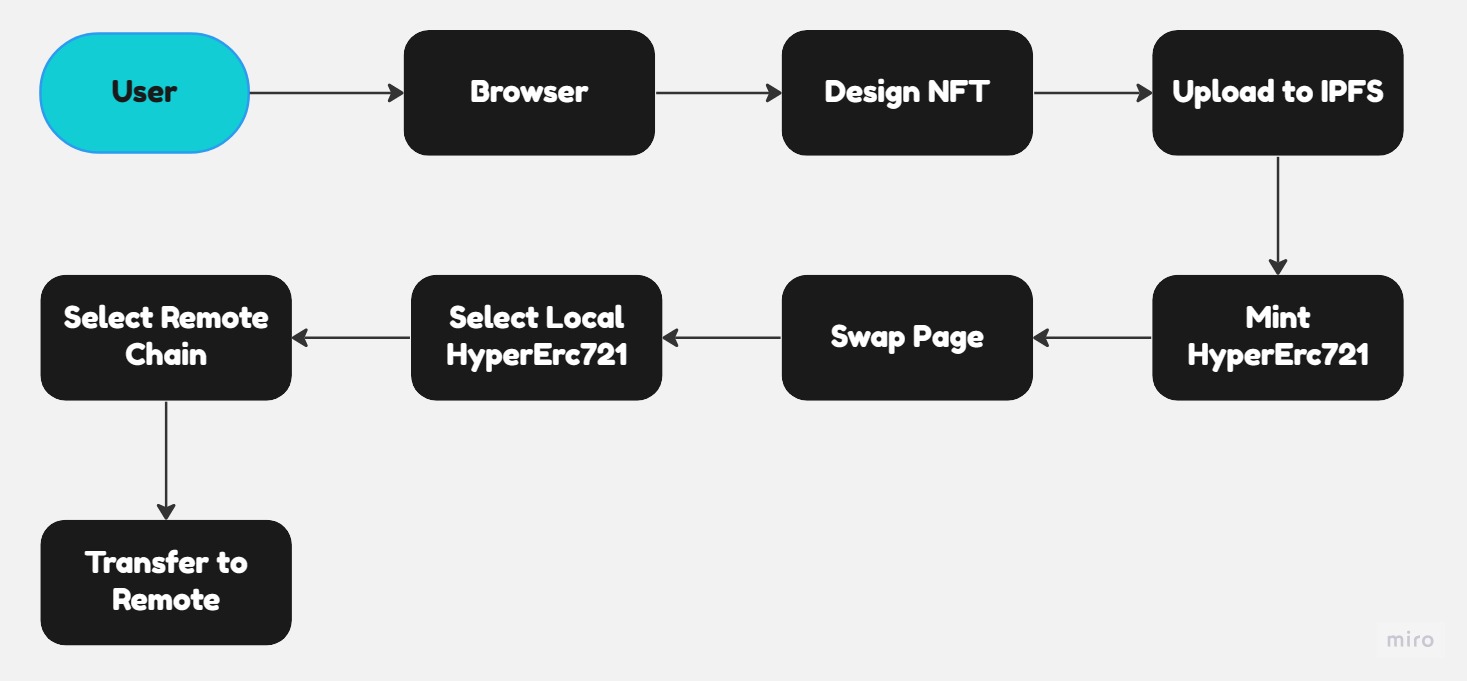 User
Browser
Design NFT
Upload to IPFS
Select Remote
Chain
Select Local
HyperErc721
Swap Page
Mint
HyperErc721
Transfer to
Remote
miro